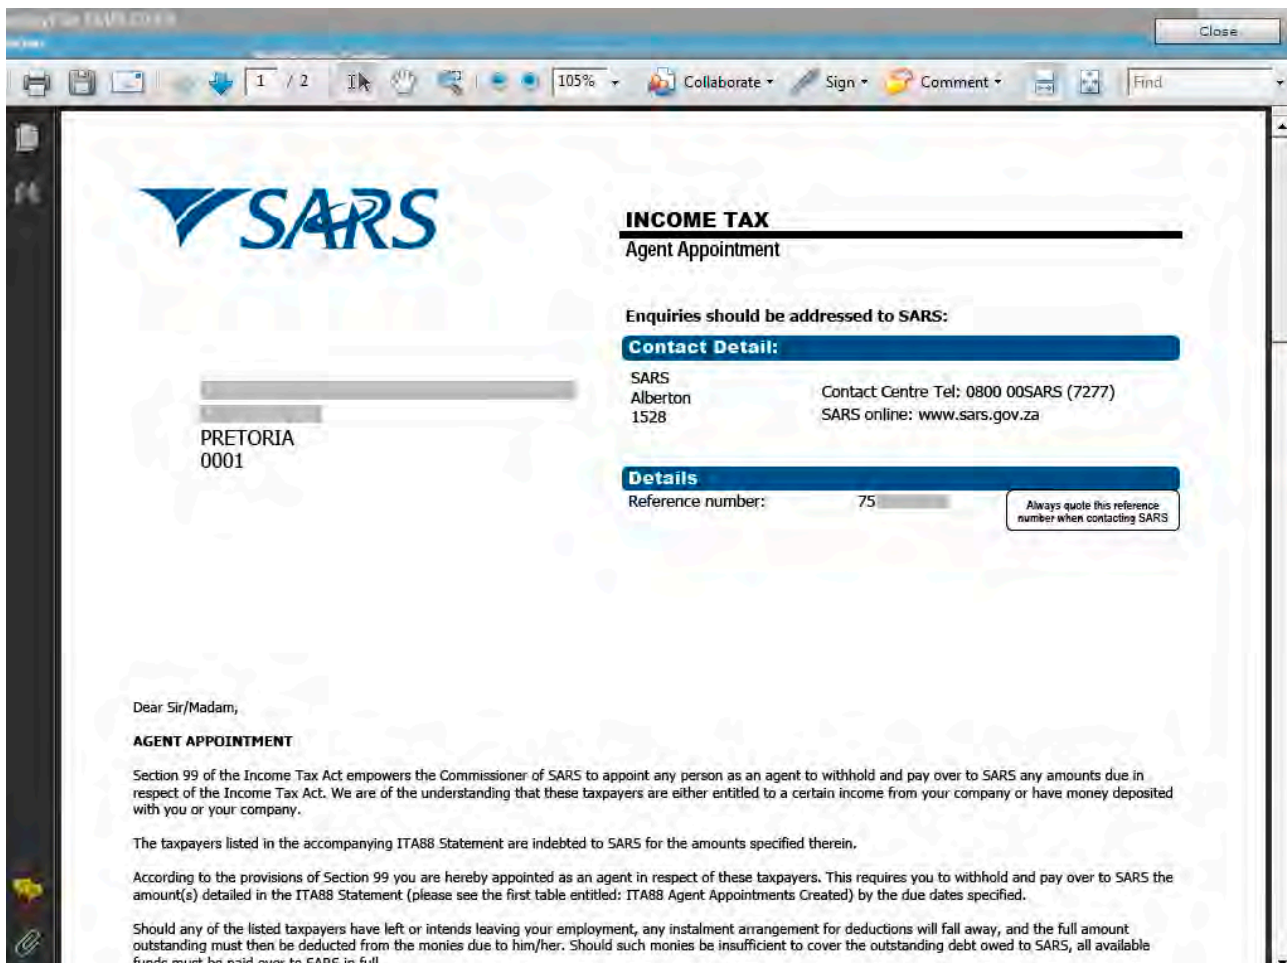 Close
1 / 2
105%
Collaborate
Sign
Comment
Find
SARS
INCOME TAX
Agent Appointment
Enquiries should be addressed to SARS:
Contact Detail:
SARS
Alberton
1528
Contact Centre Tel: 0800 00SARS (7277)
SARS online: www.sars.gov.za
PRETORIA
0001
Details
Reference number: 75
Always quote this reference
number when contacting SARS
Dear Sir/Madam,
AGENT APPOINTMENT
Section 99 of the Income Tax Act empowers the Commissioner of SARS to appoint any person as an agent to withhold and pay over to SARS any amounts due in
respect of the Income Tax Act. We are of the understanding that these taxpayers are either entitled to a certain income from your company or have money deposited
with you or your company.
The taxpayers listed in the accompanying ITA88 Statement are indebted to SARS for the amounts specified therein.
According to the provisions of Section 99 you are hereby appointed as an agent in respect of these taxpayers. This requires you to withhold and pay over to SARS the
amount(s) detailed in the ITA88 Statement (please see the first table entitled: ITA88 Agent Appointments Created) by the due dates specified.
Should any of the listed taxpayers have left or intends leaving your employment, any instalment arrangement for deductions will fall away, and the full amount
outstanding must then be deducted from the monies due to him/her. Should such monies be insufficient to cover the outstanding debt owed to SARS, all available
funds must be paid over to SARS in full.